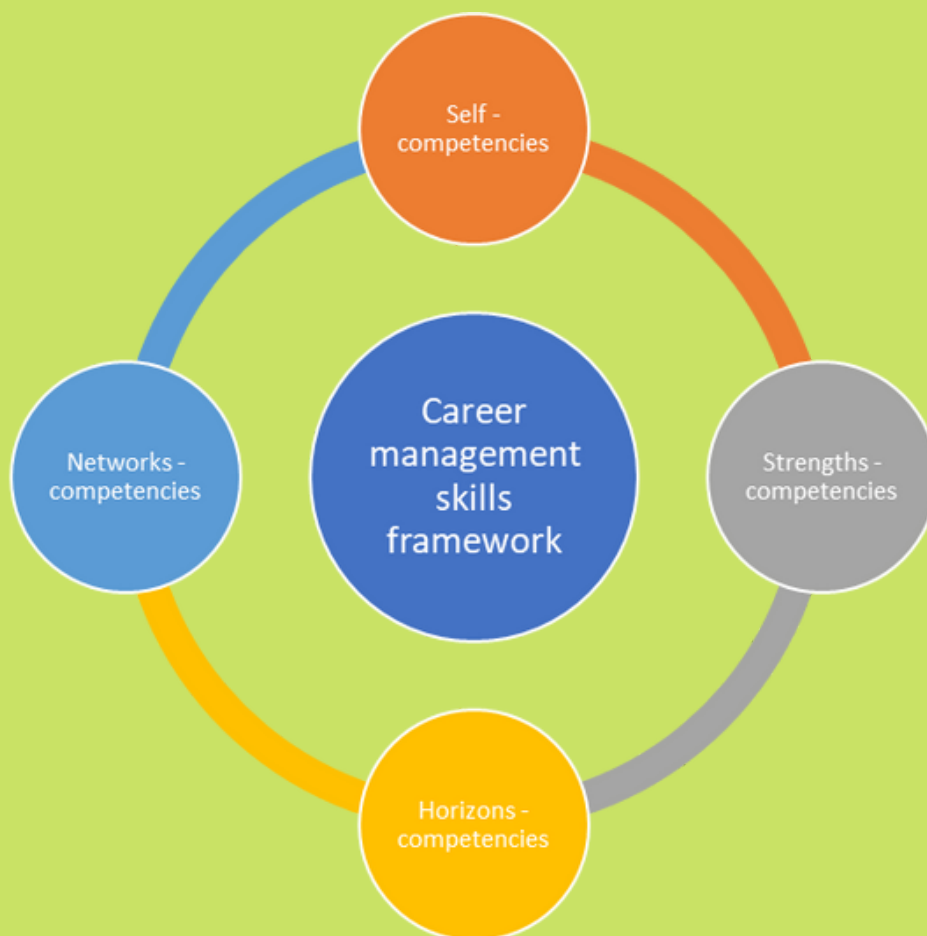 Self -
competencies
Career
management
skills
framework
Networks -
competencies
Strengths -
competencies
Horizons -
competencies